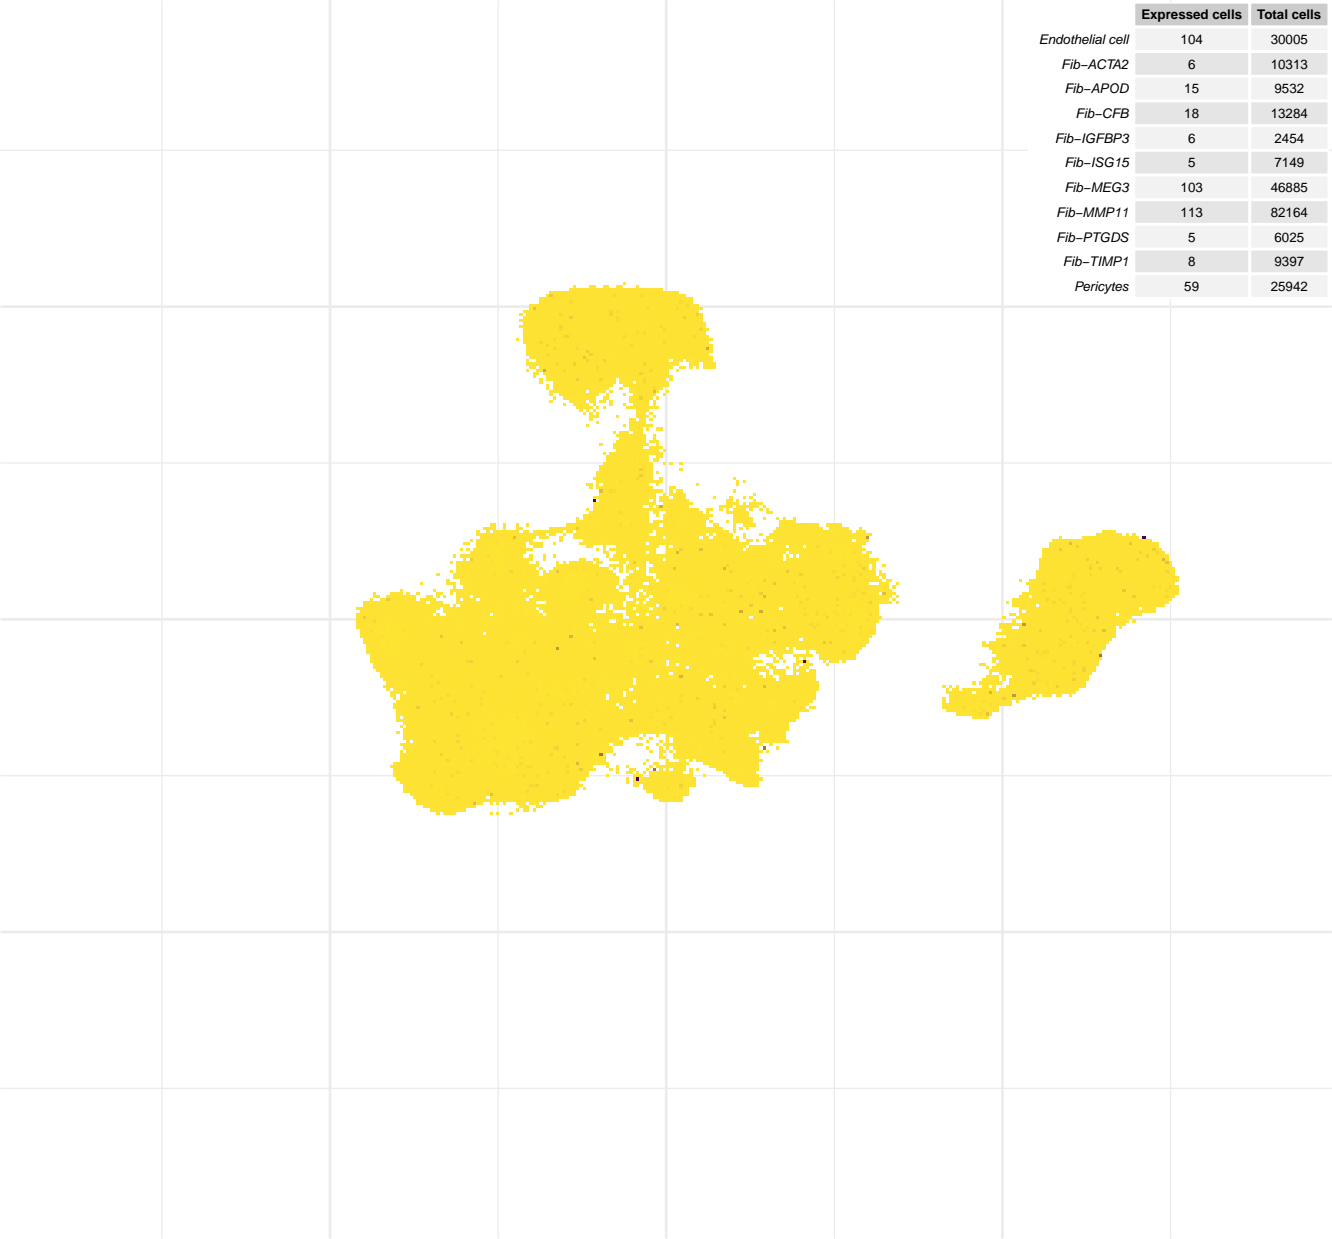 Expressed cells Total cells
Endothelial cell 104 30005
Fib−ACTA2 6 10313
Fib−APOD 15 9532
Fib−CFB 18 13284
Fib−IGFBP3 6 2454
Fib−ISG15 5 7149
Fib−MEG3 103 46885
Fib−MMP11 113 82164
Fib−PTGDS 5 6025
Fib−TIMP1 8 9397
Pericytes 59 25942